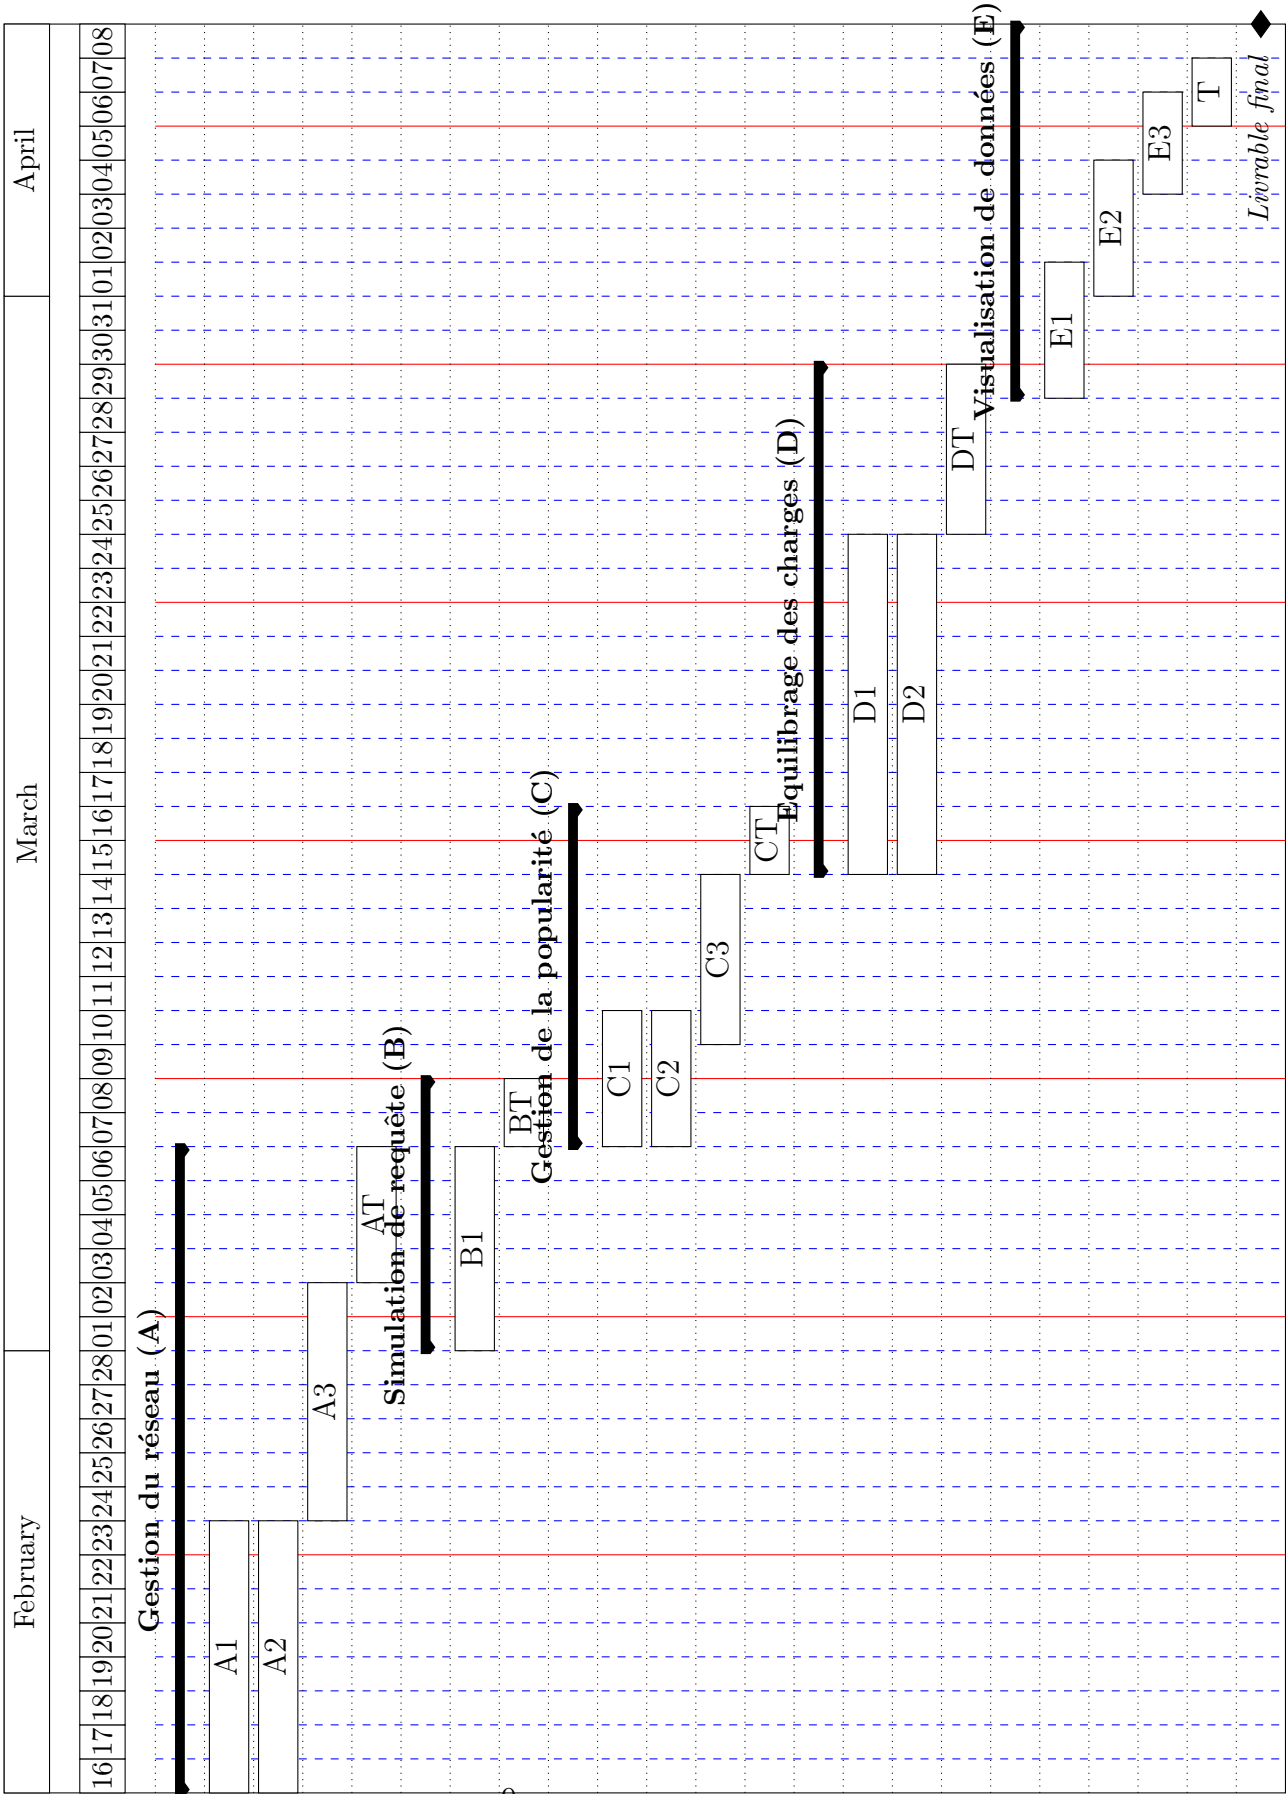 February March April
16 17 18 19 20 21 22 23 24 25 26 27 28 01 02 03 04 05 06 07 08 09 10 11 12 13 14 15 16 17 18 19 20 21 22 23 24 25 26 27 28 29 30 31 01 02 03 04 05 06 07 08
Gestion du réseau (A)
A1
A2
A3
AT
Simulation de requête (B)
B1
BT
Gestion de la popularité (C)
C1
C2
C3
CT
Equilibrage des charges (D)
D1
D2
DT
Visualisation de données (E)
E1
E2
E3
T
Livrable final